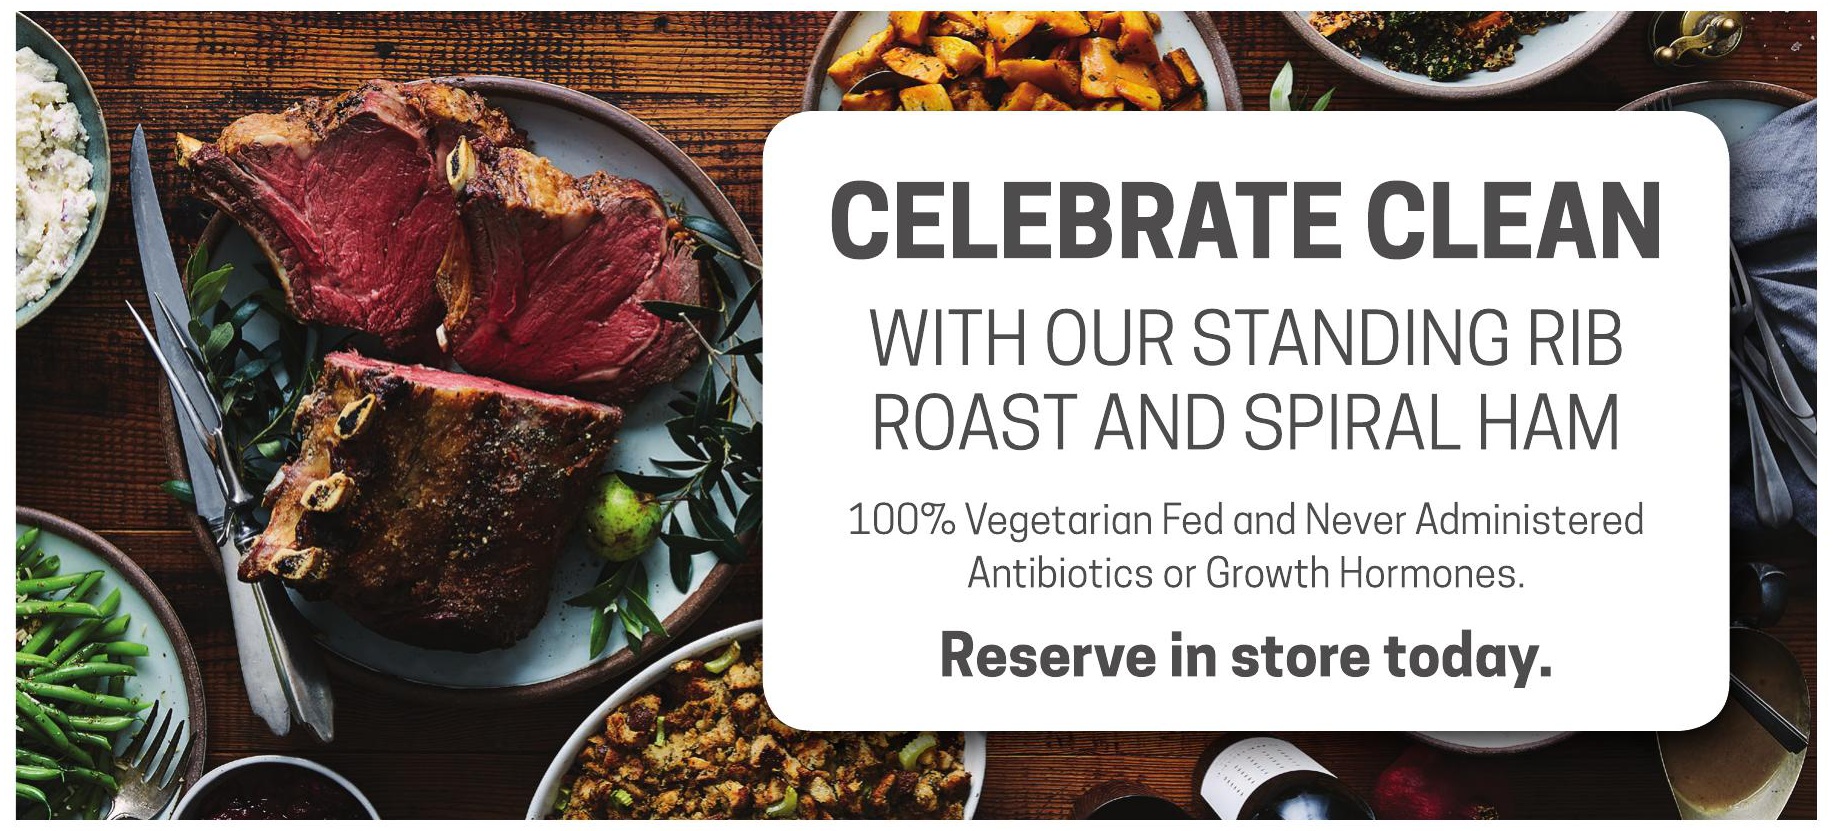 CELEBRATE CLEAN
WITH OUR STANDING RIB
ROAST AND SPIRAL HAM
100% Vegetarian Fed and Never Administered
Antibiotics or Growth Hormones.
Reserve in store today.